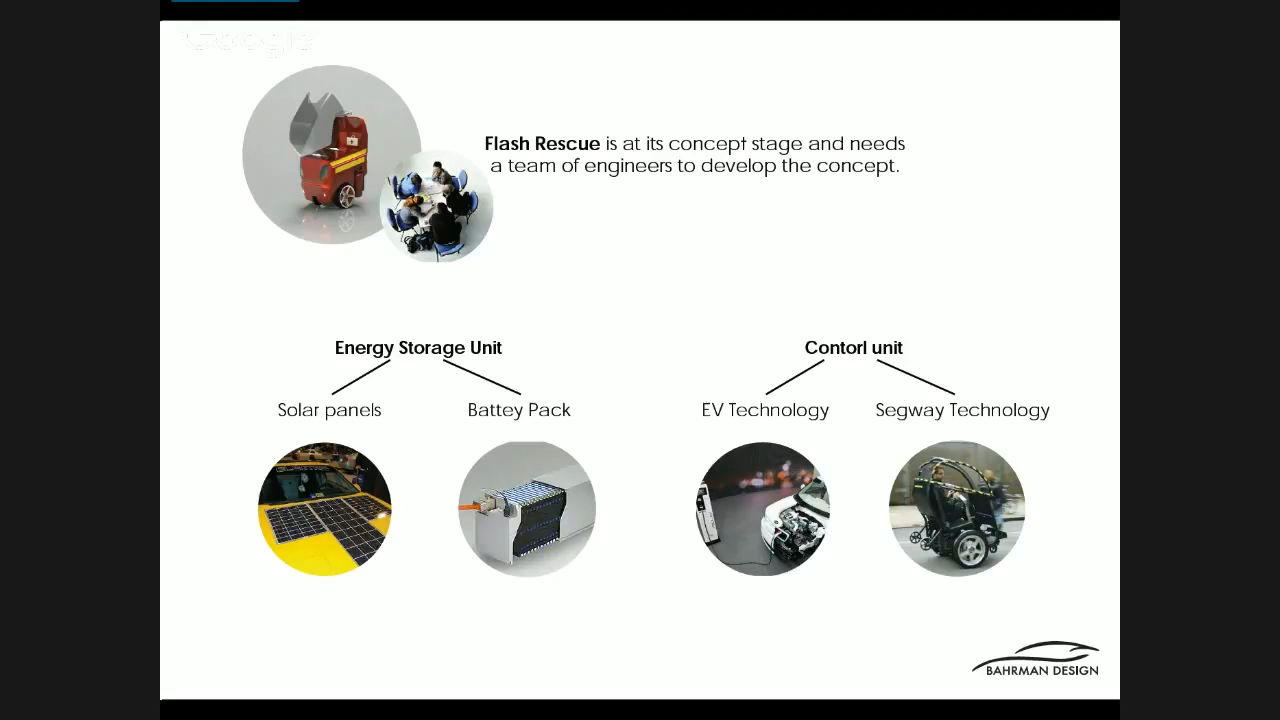 Google
Flash Rescue is at its concept stage and needs
a team of engineers to develop the concept.
Energy Storage Unit
Contorl unit
Solar panels
Battey Pack
EV Technology
Segway Technology
BAHRMAN DESIGN